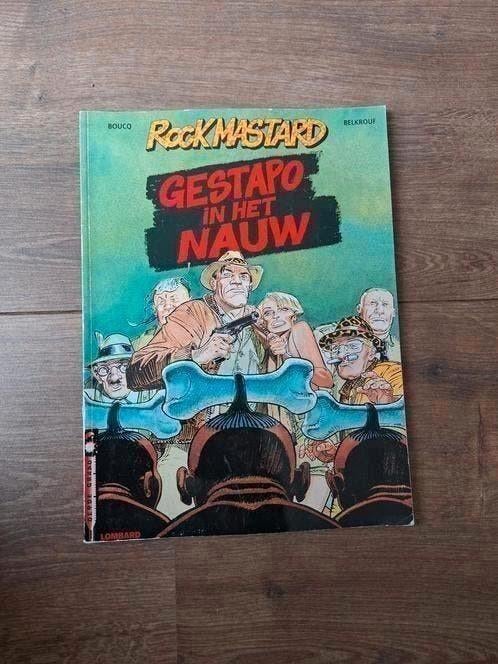 BOUCQ
BELKROUF
ROCK MASTARD
GESTAPO
IN HET
NAUW
LOMBARD